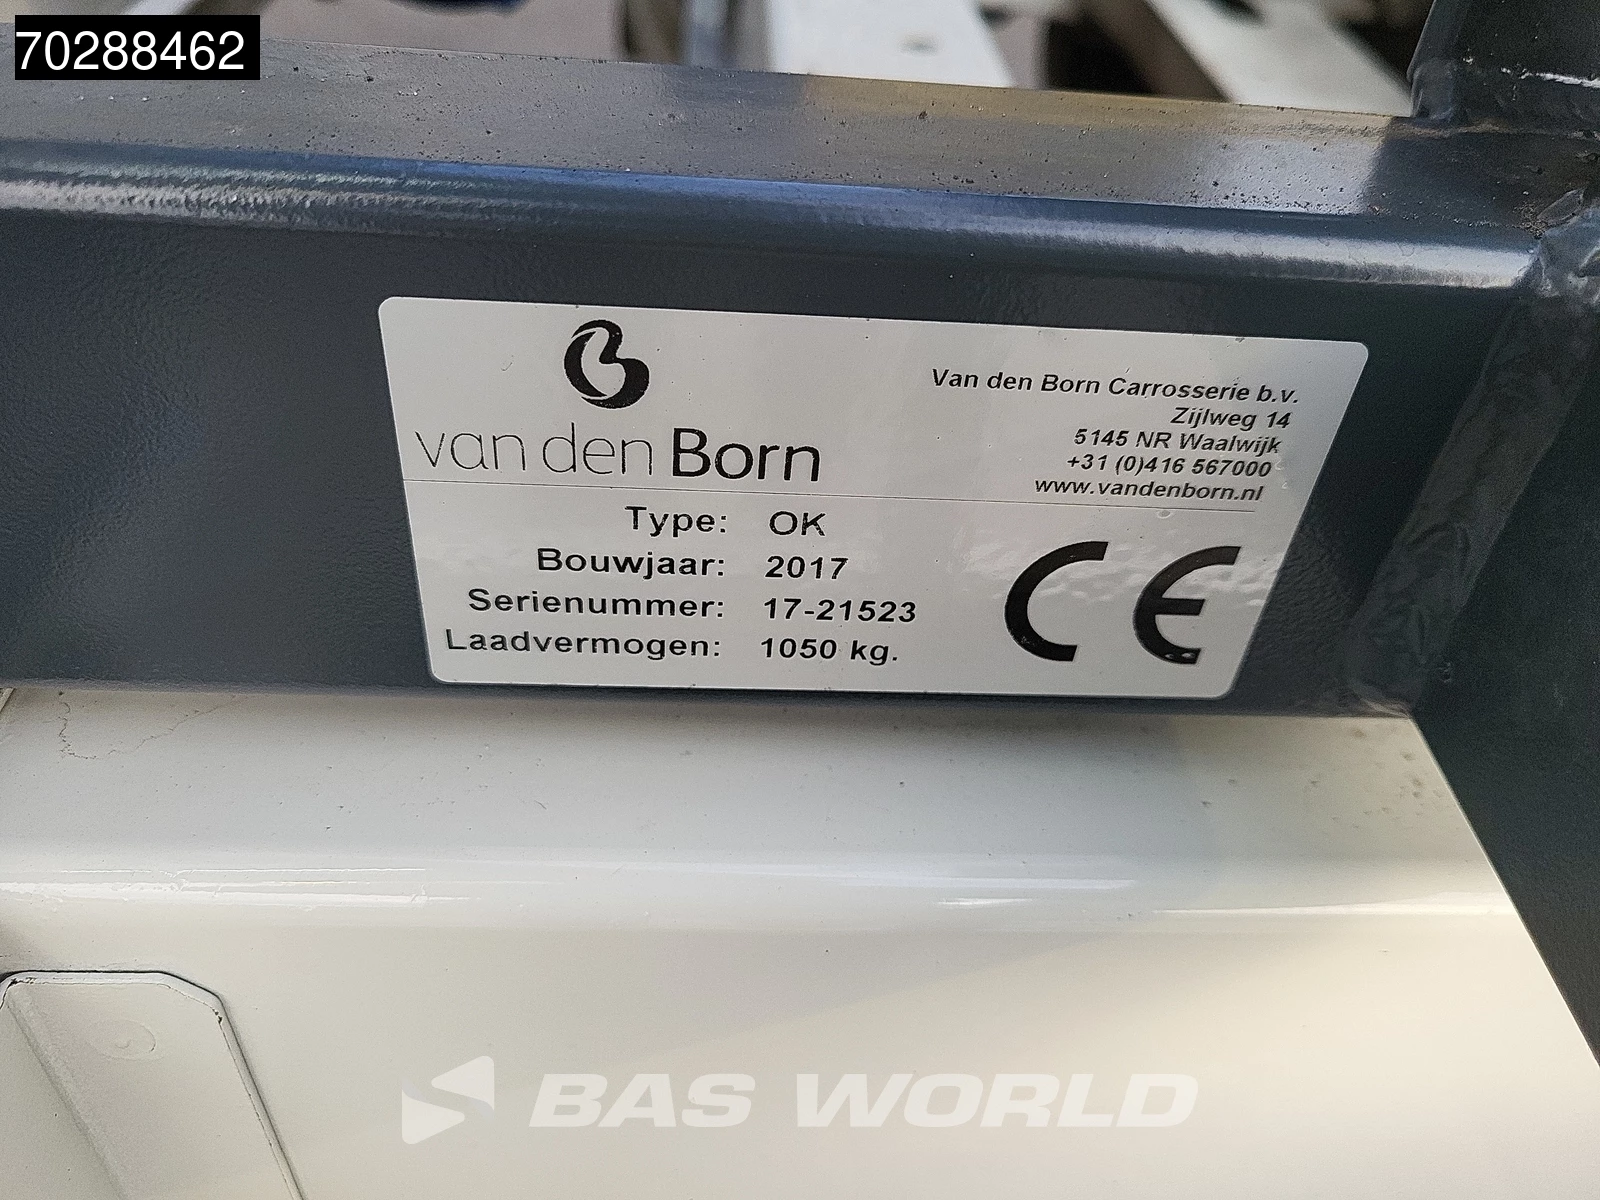 70288462
van den Born
Van den Born Carrosserie b.v.
Zijlweg 14
5145 NR Waalwijk
+31 (0)416 567000
www.vandenborn.nl
Type: OK
Bouwjaar: 2017
Serienummer: 17-21523
Laadvermogen: 1050 kg.
CE
BAS WORLD